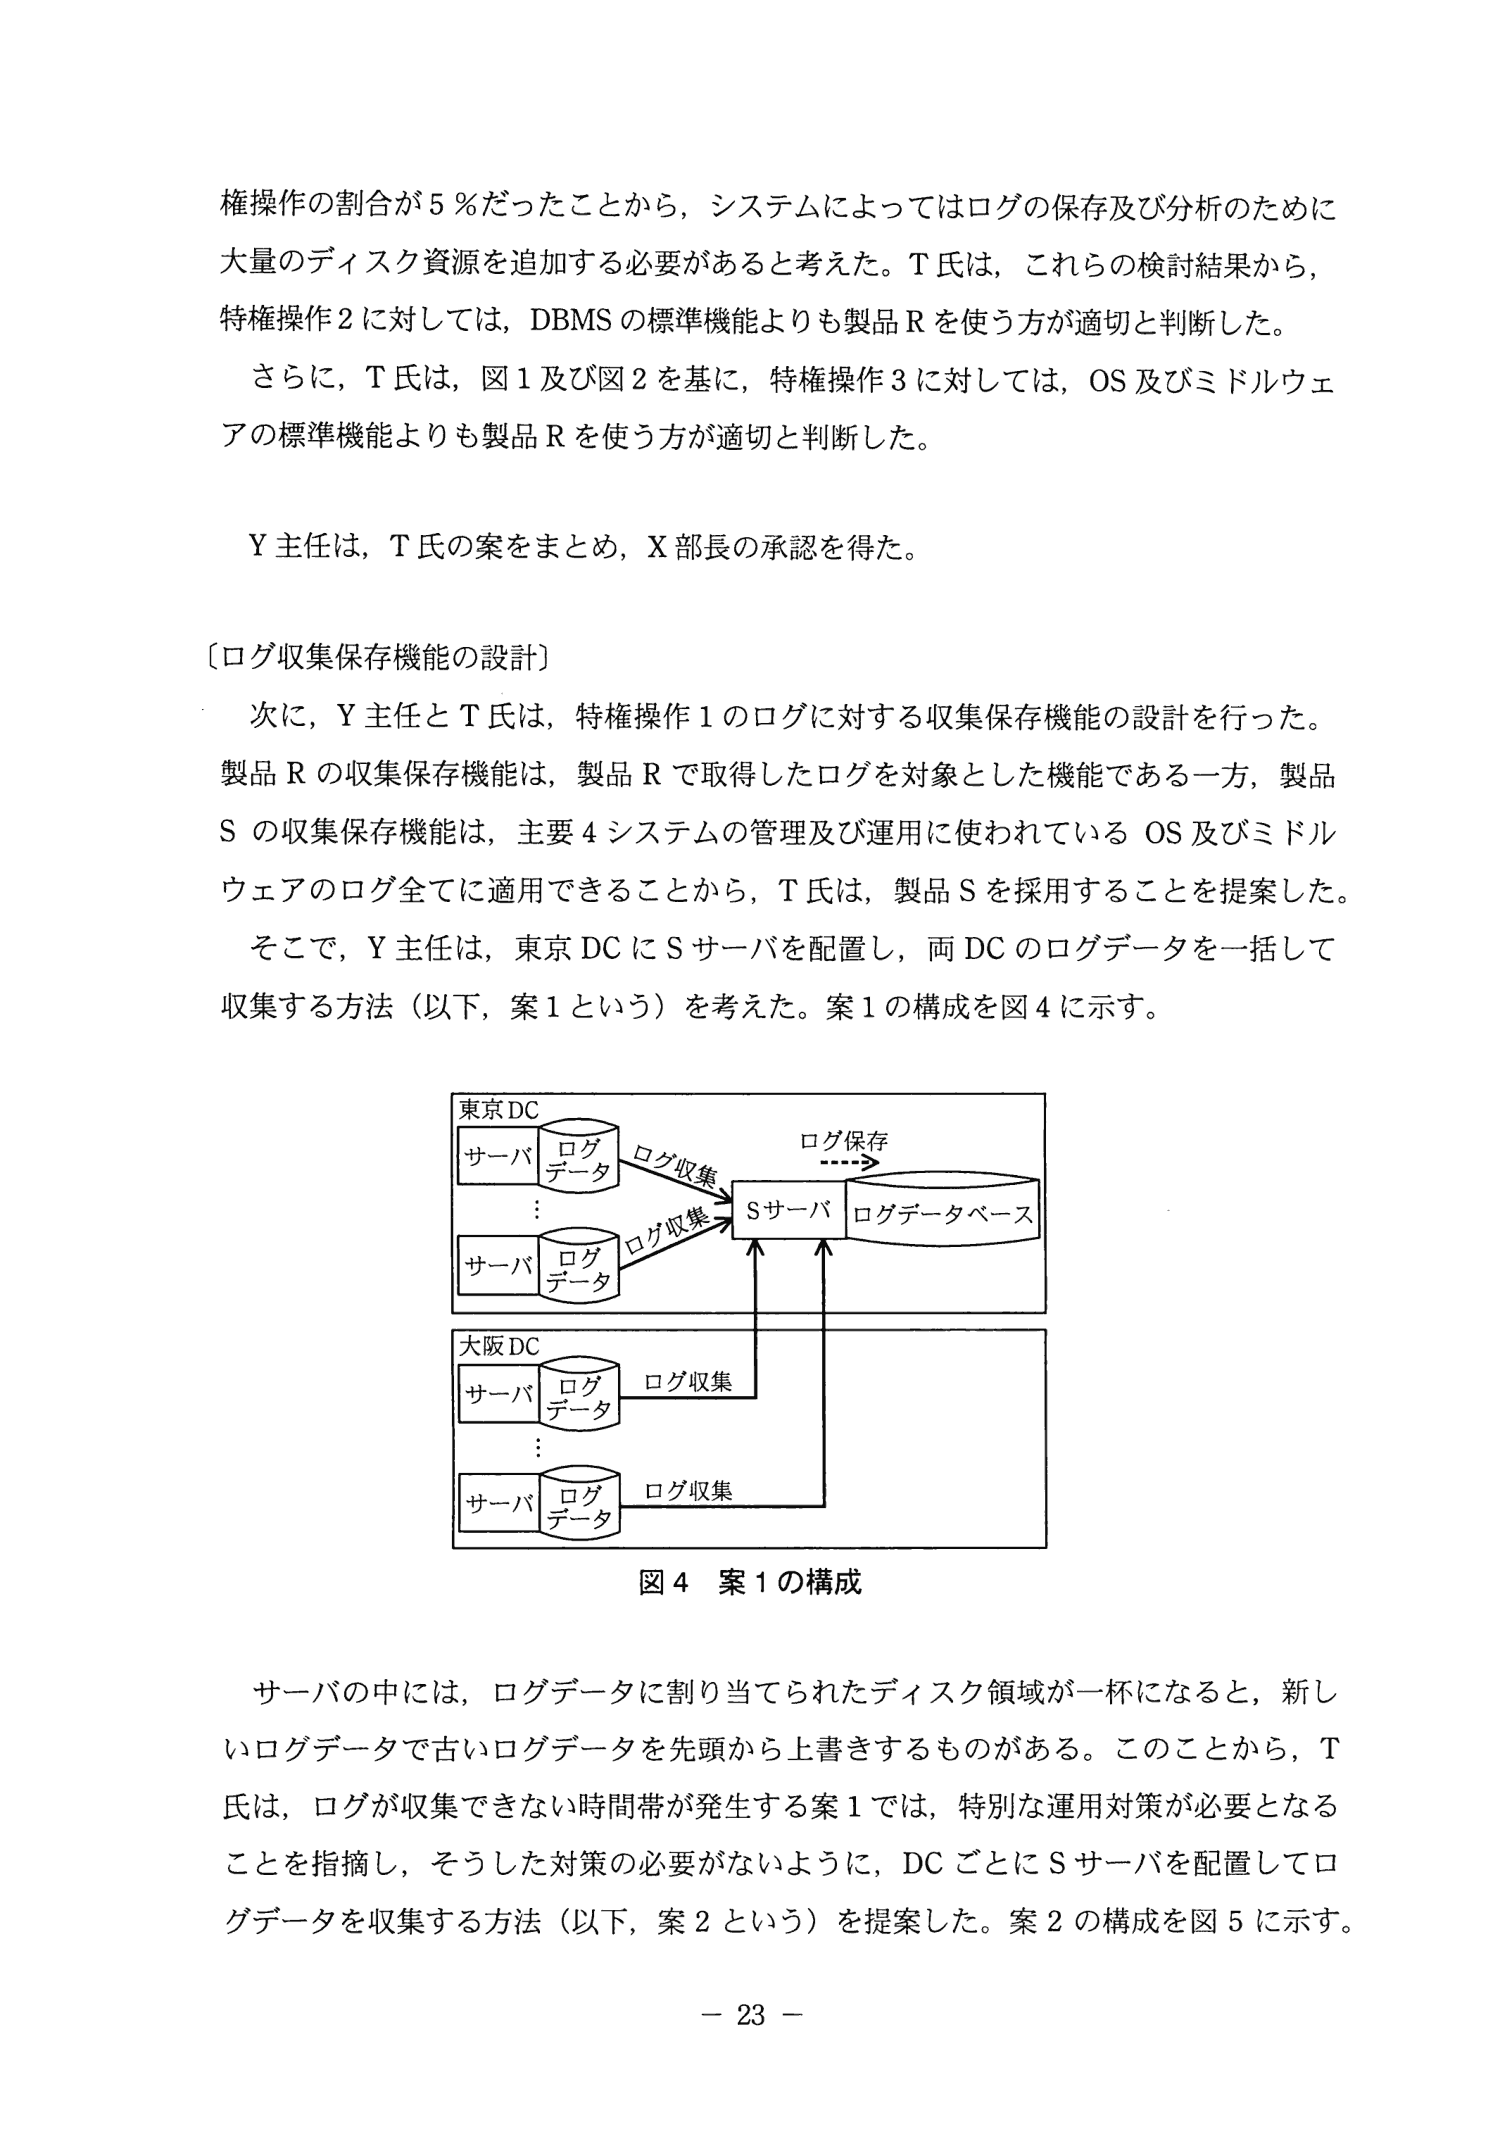 権操作の割合が5％だったことから，システムによってはログの保存及び分析のために
大量のディスク資源を追加する必要があると考えた。T氏は，これらの検討結果から，
特権操作2に対しては，DBMSの標準機能よりも製品Rを使う方が適切と判断した。
さらに，T氏は，図1及び図2を基に，特権操作3に対しては，OS及びミドルウェ
アの標準機能よりも製品Rを使う方が適切と判断した。
Y主任は，T氏の案をまとめ，X部長の承認を得た。
〔ログ収集保存機能の設計〕
次に，Y主任とT氏は，特権操作1のログに対する収集保存機能の設計を行った。
製品Rの収集保存機能は，製品Rで取得したログを対象とした機能である一方，製品
Sの収集保存機能は，主要4システムの管理及び運用に使われているOS及びミドル
ウェアのログ全てに適用できることから，T氏は，製品Sを採用することを提案した。
そこで，Y主任は，東京DCにSサーバを配置し，両DCのログデータを一括して
収集する方法（以下，案1という）を考えた。案1の構成を図4に示す。
東京DC
サーバ
ログ
データ
ログ収集
ログ保存
⋮
Sサーバ
ログデータベース
サーバ
ログ
データ
ログ収集
大阪DC
サーバ
ログ
データ
ログ収集
⋮
サーバ
ログ
データ
ログ収集
図4 案1の構成
サーバの中には，ログデータに割り当てられたディスク領域が一杯になると，新し
いログデータで古いログデータを先頭から上書きするものがある。このことから，T
氏は，ログが収集できない時間帯が発生する案1では，特別な運用対策が必要となる
ことを指摘し，そうした対策の必要がないように，DCごとにSサーバを配置してロ
グデータを収集する方法（以下，案2という）を提案した。案2の構成を図5に示す。
－ 23 －